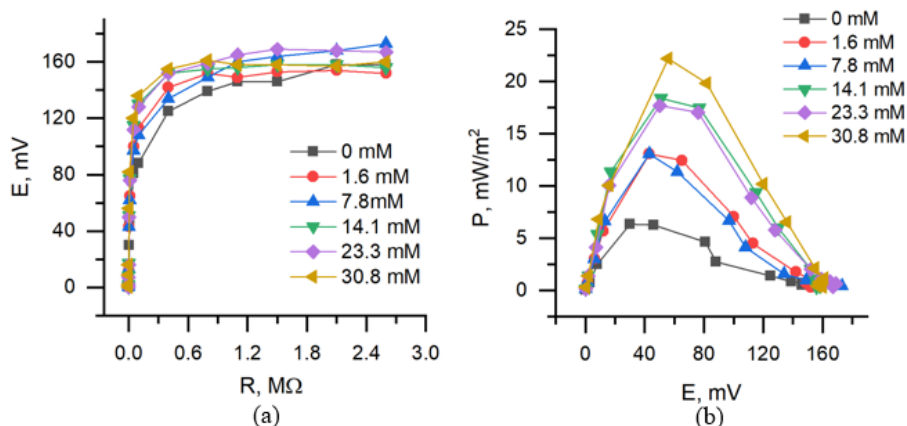 160
120
80
40
0
E, mV
0.0 0.6 1.2 1.8 2.4 3.0
R, MΩ
0 mM
1.6 mM
7.8mM
14.1 mM
23.3 mM
30.8 mM
(a)
25
20
15
10
5
0
P, mW/m²
0 40 80 120 160
E, mV
0 mM
1.6 mM
7.8 mM
14.1 mM
23.3 mM
30.8 mM
(b)